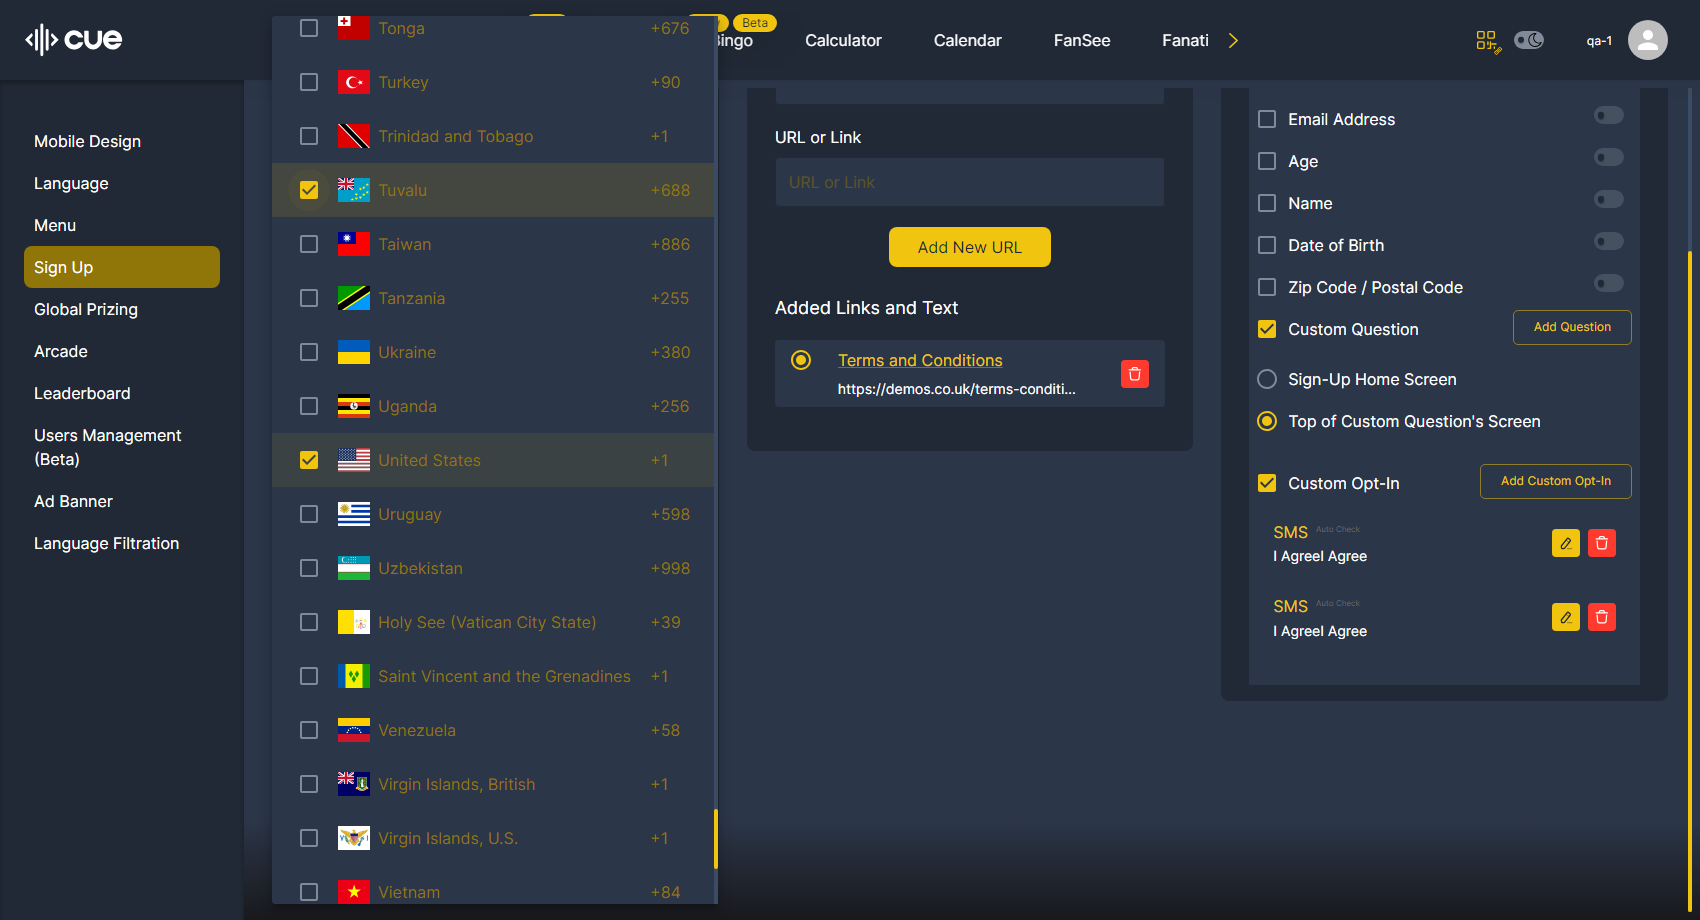 cue
Beta
Bingo
Calculator
Calendar
FanSee
Fanati
qa-1
Mobile Design
Language
Menu
Sign Up
Global Prizing
Arcade
Leaderboard
Users Management
(Beta)
Ad Banner
Language Filtration
Tonga +676
Turkey +90
Trinidad and Tobago +1
Tuvalu +688
Taiwan +886
Tanzania +255
Ukraine +380
Uganda +256
United States +1
Uruguay +598
Uzbekistan +998
Holy See (Vatican City State) +39
Saint Vincent and the Grenadines +1
Venezuela +58
Virgin Islands, British +1
Virgin Islands, U.S. +1
Vietnam +84
URL or Link
URL or Link
Add New URL
Added Links and Text
Terms and Conditions
https://demos.co.uk/terms-conditi...
Email Address
Age
Name
Date of Birth
Zip Code / Postal Code
Custom Question
Add Question
Sign-Up Home Screen
Top of Custom Question's Screen
Custom Opt-In
Add Custom Opt-In
SMS Auto Check
I AgreeI Agree
SMS Auto Check
I AgreeI Agree